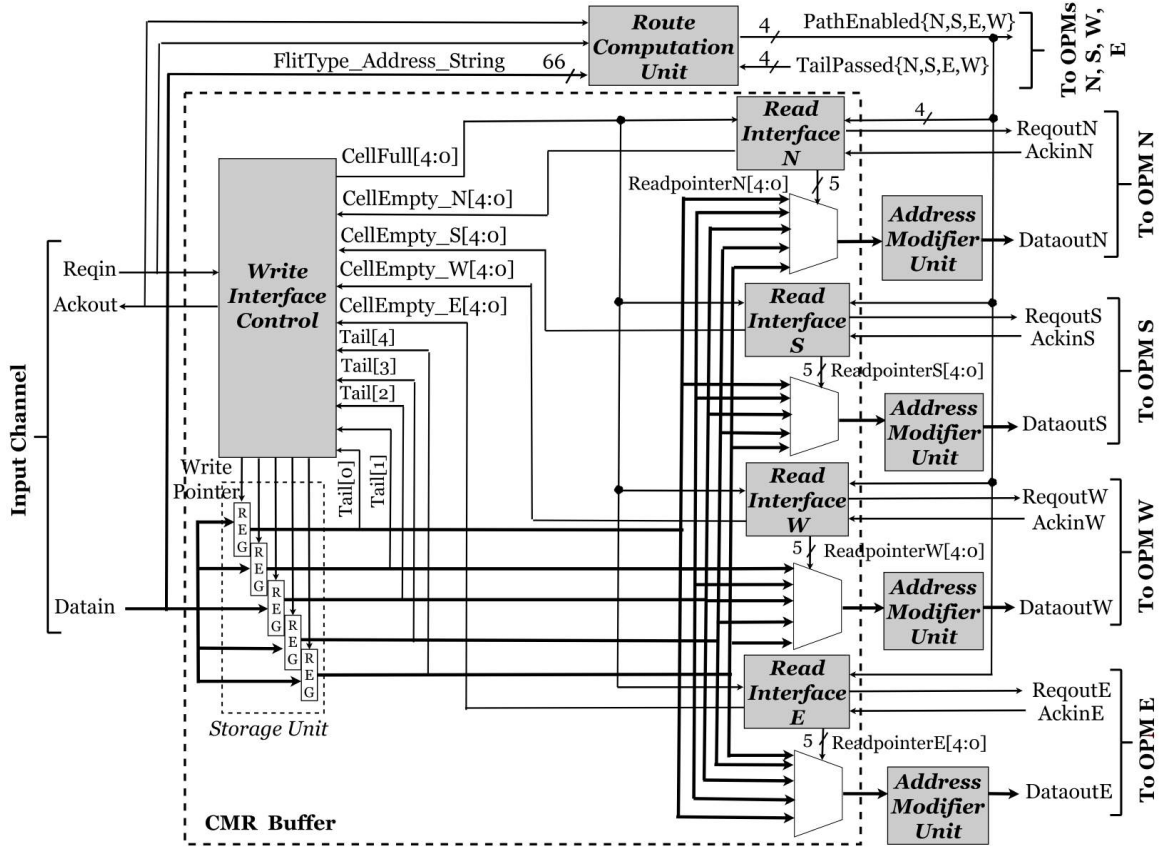 Route
Computation
Unit
4
PathEnabled{N,S,E,W}
4
TailPassed{N,S,E,W}
FlitType_Address_String
66
To OPMs
N, S, W,
E
Read
Interface
N
4
ReqoutN
AckinN
CellFull[4:0]
CellEmpty_N[4:0]
CellEmpty_S[4:0]
CellEmpty_W[4:0]
CellEmpty_E[4:0]
Tail[4]
Tail[3]
Tail[2]
Tail[1]
Tail[0]
ReadpointerN[4:0]
5
Address
Modifier
Unit
DataoutN
To OPM N
Input Channel
Reqin
Ackout
Datain
Write
Interface
Control
Read
Interface
S
ReqoutS
AckinS
5
ReadpointerS[4:0]
Address
Modifier
Unit
DataoutS
To OPM S
Write
Pointer
REG
REG
REG
REG
REG
Storage Unit
Read
Interface
W
ReqoutW
AckinW
5
ReadpointerW[4:0]
Address
Modifier
Unit
DataoutW
To OPM W
Read
Interface
E
ReqoutE
AckinE
5
ReadpointerE[4:0]
Address
Modifier
Unit
DataoutE
To OPM E
CMR Buffer